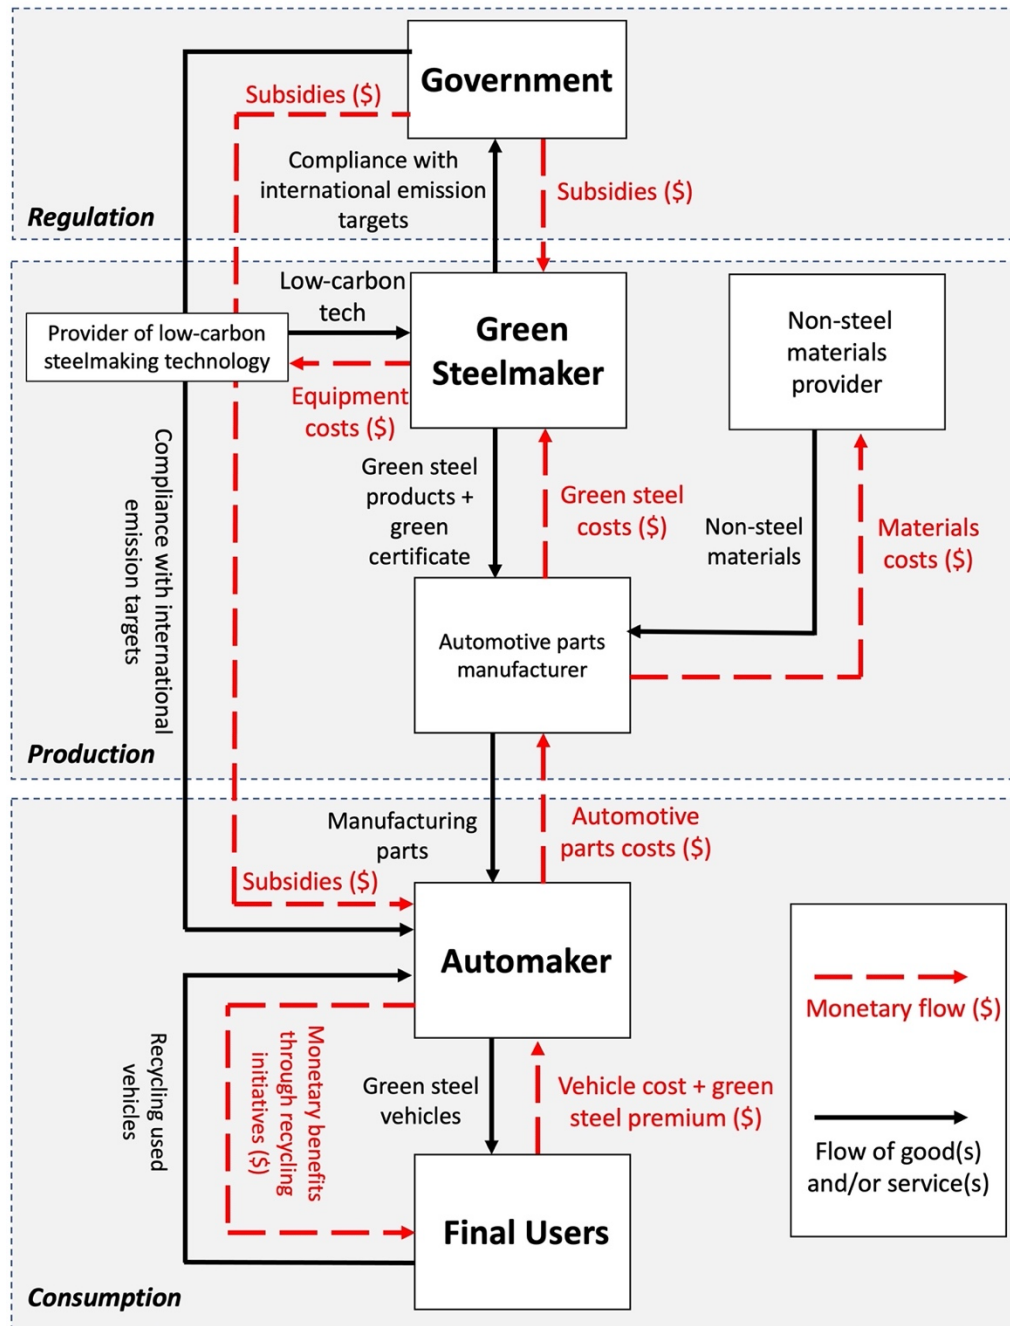 Government
Subsidies ($)
Compliance with
international emission
targets
Subsidies ($)
Regulation
Low-carbon
tech
Provider of low-carbon
steelmaking technology
Green
Steelmaker
Non-steel
materials
provider
Equipment
costs ($)
Green steel
products +
green
certificate
Green steel
costs ($)
Non-steel
materials
Materials
costs ($)
Compliance with international
emission targets
Automotive parts
manufacturer
Production
Manufacturing
parts
Automotive
parts costs ($)
Subsidies ($)
Automaker
Monetary flow ($)
Recycling used
vehicles
Monetary benefits
through recycling
initiatives ($)
Green steel
vehicles
Vehicle cost + green
steel premium ($)
Flow of good(s)
and/or service(s)
Final Users
Consumption